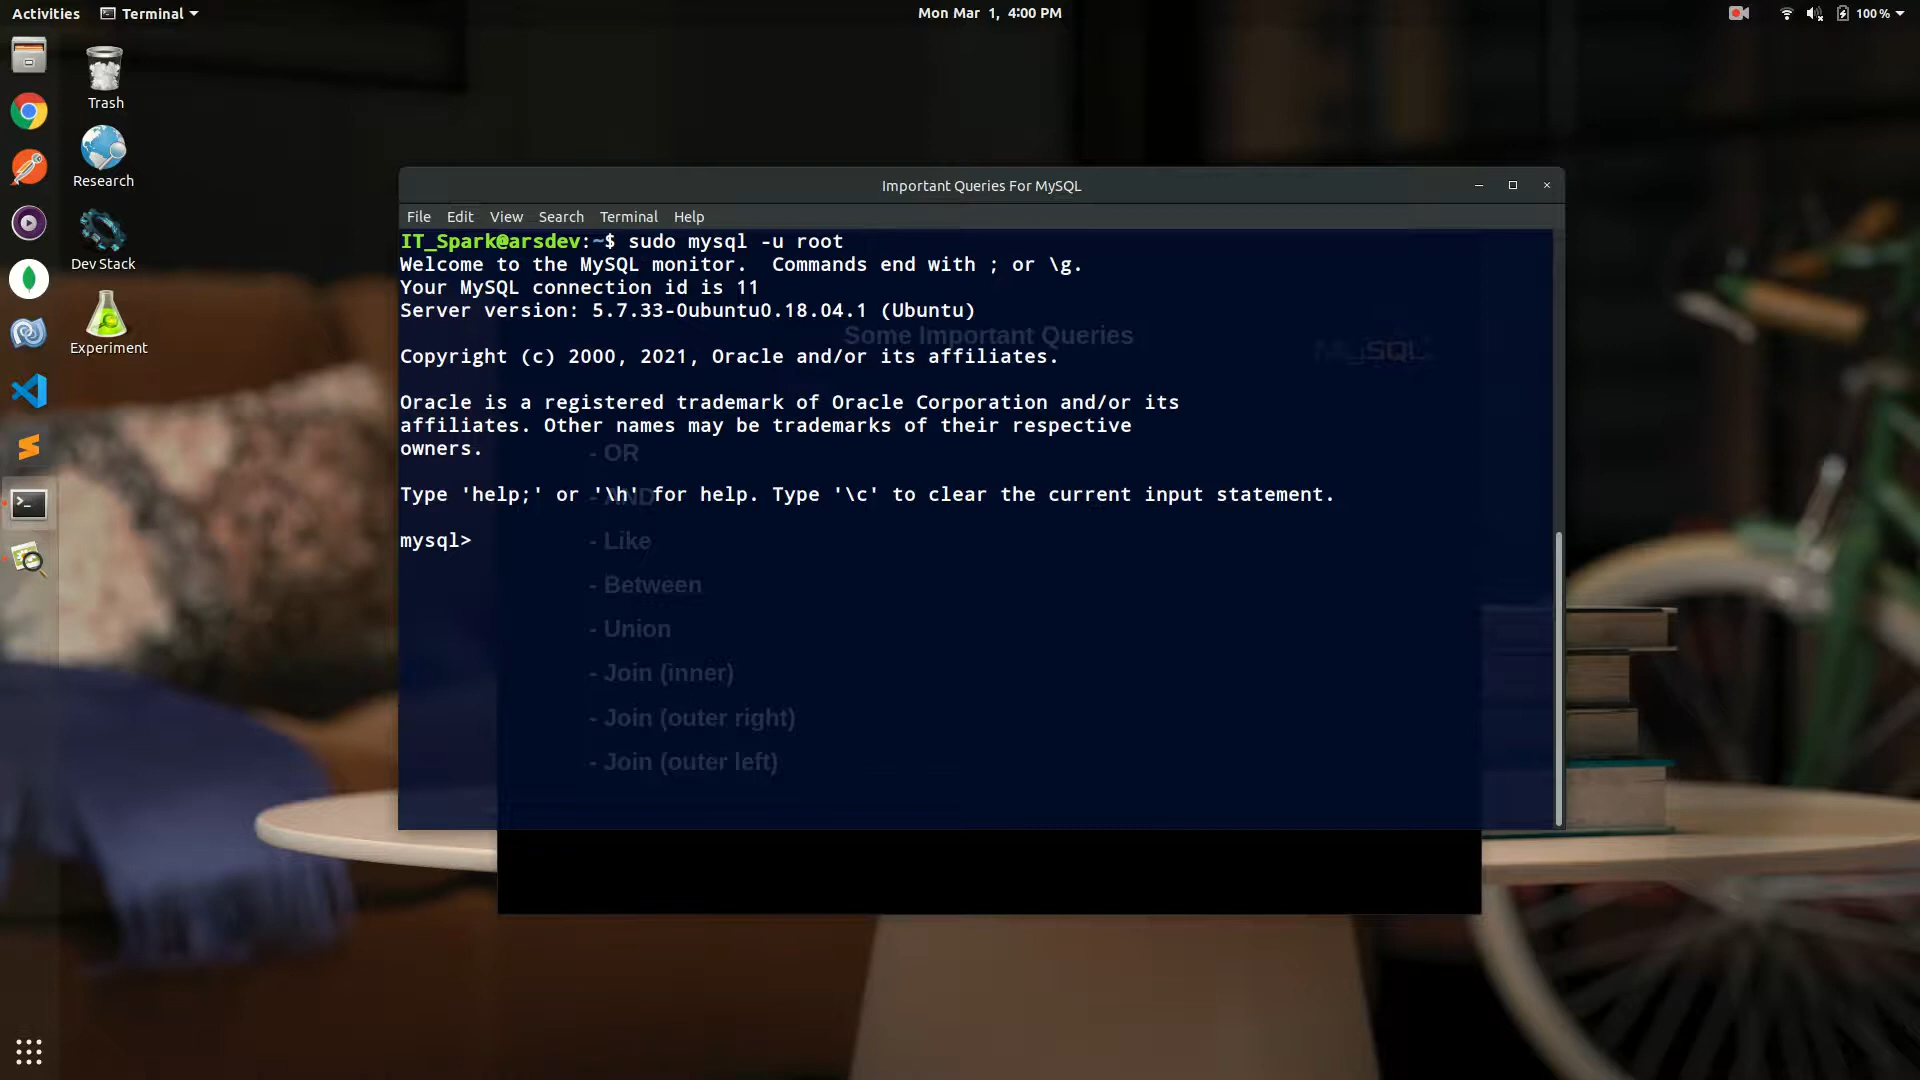 Activities Terminal Mon Mar 1, 4:00 PM 100 %
Trash
Research
Dev Stack
Experiment
Important Queries For MySQL
File Edit View Search Terminal Help
IT_Spark@arsdev:~$ sudo mysql -u root
Welcome to the MySQL monitor.  Commands end with ; or \g.
Your MySQL connection id is 11
Server version: 5.7.33-0ubuntu0.18.04.1 (Ubuntu)
Some Important Queries
MySQL
Copyright (c) 2000, 2021, Oracle and/or its affiliates.
Oracle is a registered trademark of Oracle Corporation and/or its
affiliates. Other names may be trademarks of their respective
owners.
- OR
Type 'help;' or '\h' for help. Type '\c' to clear the current input statement.
- AND
mysql>
- Like
- Between
- Union
- Join (inner)
- Join (outer right)
- Join (outer left)